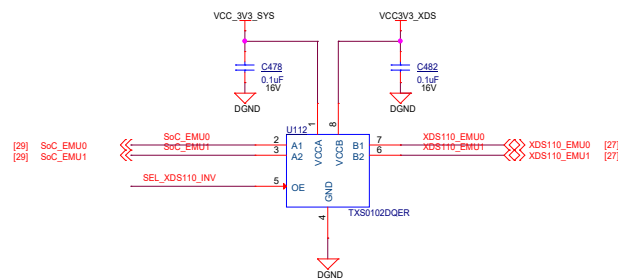 VCC_3V3_SYS VCC3V3_XDS
C478 C482
0.1uF 0.1uF
16V 16V
DGND DGND
1 8
U112
[29] SoC_EMU0 SoC_EMU0 2 A1 VCCA VCCB B1 7 XDS110_EMU0 XDS110_EMU0 [27]
[29] SoC_EMU1 SoC_EMU1 3 A2 B2 6 XDS110_EMU1 XDS110_EMU1 [27]
SEL_XDS110_INV 5 OE GND
4 TXS0102DQER
DGND